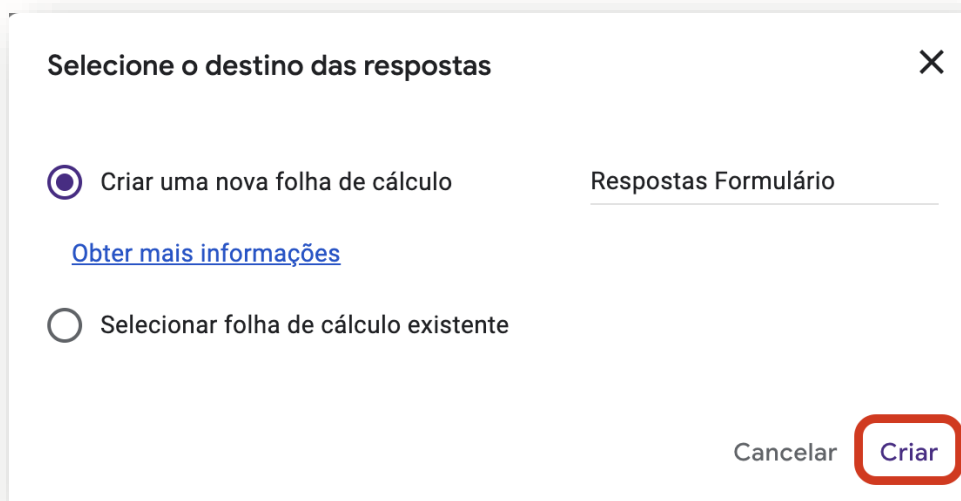 Selecione o destino das respostas
Criar uma nova folha de cálculo
Respostas Formulário
Obter mais informações
Selecionar folha de cálculo existente
Cancelar
Criar